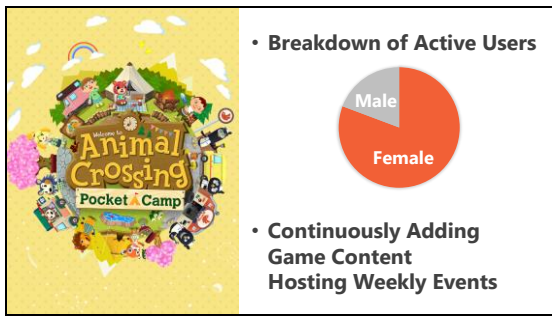 Welcome to
Animal
Crossing
Pocket Camp
• Breakdown of Active Users
Male
Female
• Continuously Adding
Game Content
Hosting Weekly Events